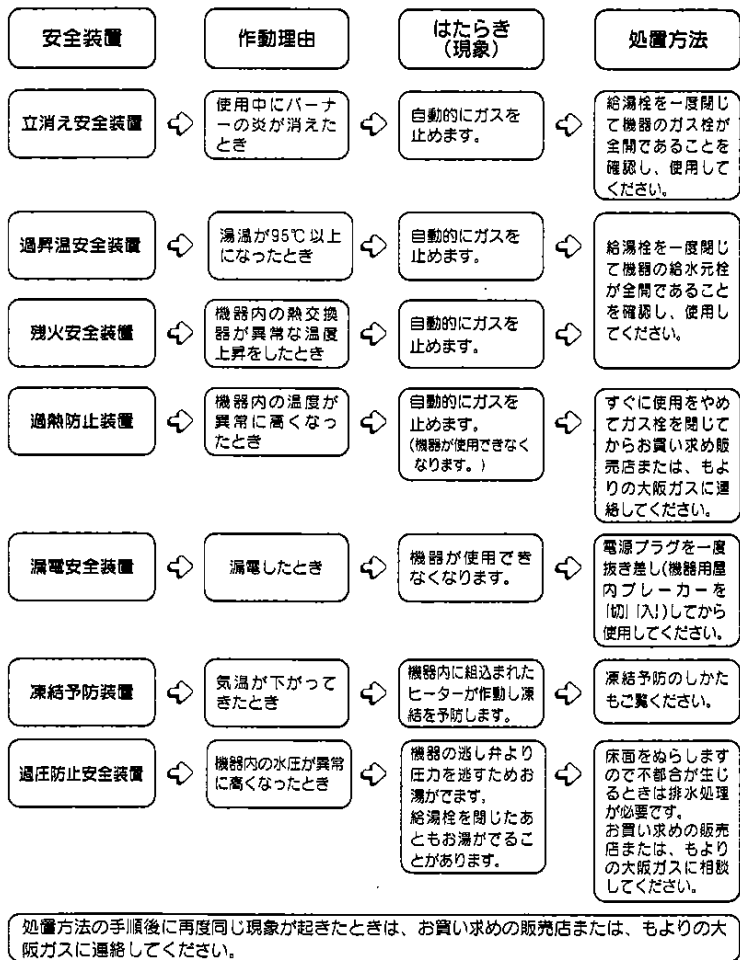 安全装置
作動理由
はたらき
(現象)
処置方法
立消え安全装置
使用中にバーナ
ーの炎が消えた
とき
自動的にガスを
止めます。
給湯栓を一度閉じ
て機器のガス栓が
全開であることを
確認し、使用して
ください。
過昇温安全装置
湯温が95℃以上
になったとき
自動的にガスを
止めます。
給湯栓を一度閉じ
て機器の給水元栓
が全開であること
を確認し、使用し
てください。
残火安全装置
機器内の熱交換
器が異常な温度
上昇をしたとき
自動的にガスを
止めます。
過熱防止装置
機器内の温度が
異常に高くなっ
たとき
自動的にガスを
止めます。
(機器が使用できなく
なります。)
すぐに使用をやめ
てガス栓を閉じて
からお買い求め販
売店または、もよ
りの大阪ガスに連
絡してください。
漏電安全装置
漏電したとき
機器が使用でき
なくなります。
電源プラグを一度
抜き差し(機器用屋
内ブレーカーを
「切」「入」)してから
使用してください。
凍結予防装置
気温が下がって
きたとき
機器内に組込まれた
ヒーターが作動し凍
結を予防します。
凍結予防のしかた
もご覧ください。
過圧防止安全装置
機器内の水圧が異常
に高くなったとき
機器の逃し弁より
圧力を逃すためお
湯がでます。
給湯栓を閉じたあ
ともお湯がでるこ
とがあります。
床面をぬらします
ので不都合が生じ
るときは排水処理
が必要です。
お買い求めの販売
店または、もより
の大阪ガスに相談
してください。
処置方法の手順後に再度同じ現象が起きたときは、お買い求めの販売店または、もよりの大
阪ガスに連絡してください。